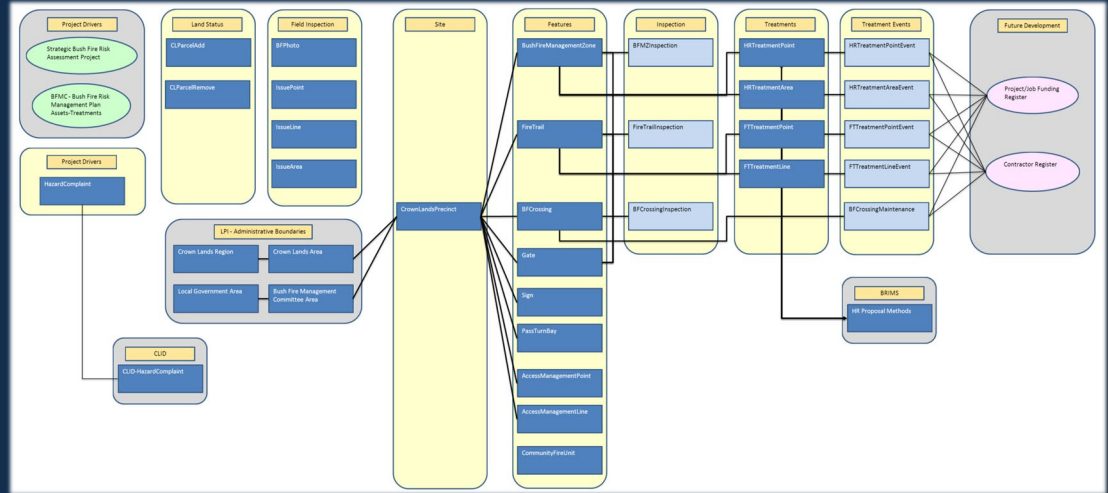 Project Drivers
Strategic Bush Fire Risk
Assessment Project
BFMC - Bush Fire Risk
Management Plan
Assets-Treatments
Project Drivers
HazardComplaint
CLID
CLID-HazardComplaint
Land Status
CLParcelAdd
CLParcelRemove
Field Inspection
BFPhoto
IssuePoint
IssueLine
IssueArea
LPI - Administrative Boundaries
Crown Lands Region
Crown Lands Area
Local Government Area
Bush Fire Management
Committee Area
Site
CrownLandsPrecinct
Features
BushFireManagementZone
FireTrail
BFCrossing
Gate
Sign
PassTurnBay
AccessManagementPoint
AccessManagementLine
CommunityFireUnit
Inspection
BFMZInspection
FireTrailInspection
BFCrossingInspection
Treatments
HRTreatmentPoint
HRTreatmentArea
FTTreatmentPoint
FTTreatmentLine
Treatment Events
HRTreatmentPointEvent
HRTreatmentAreaEvent
FTTreatmentPointEvent
FTTreatmentLineEvent
BFCrossingMaintenance
BRIMS
HR Proposal Methods
Future Development
Project/Job Funding
Register
Contractor Register